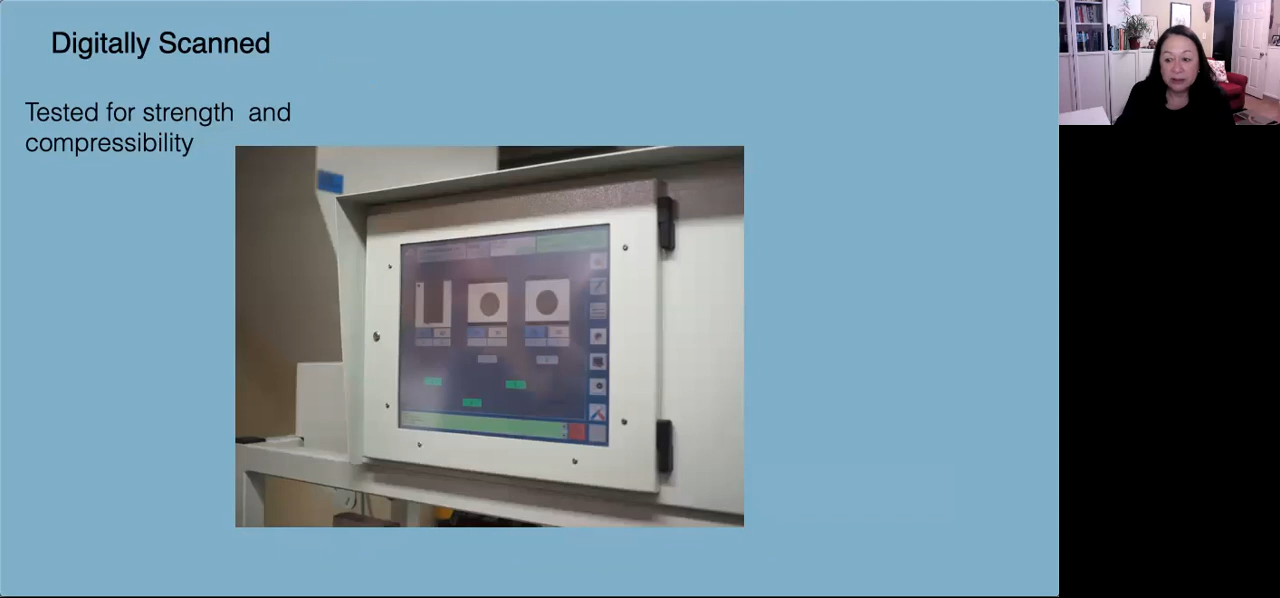 Digitally Scanned
Tested for strength and
compressibility